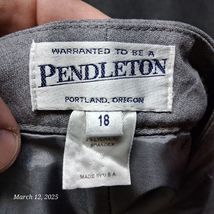 WARRANTED TO BE A
PENDLETON
PORTLAND, OREGON
18
MADE IN U.S.A.
March 12, 2025